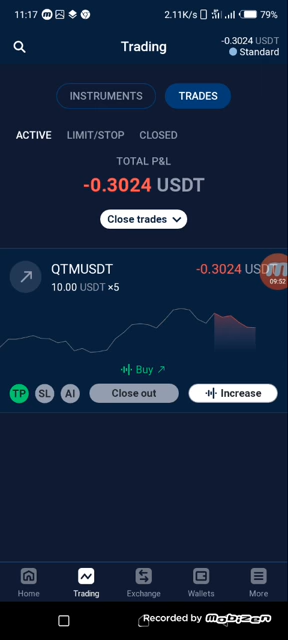 11:17
2.11K/s
79%
Trading
-0.3024 USDT
Standard
INSTRUMENTS
TRADES
ACTIVE
LIMIT/STOP
CLOSED
TOTAL P&L
-0.3024 USDT
Close trades
QTMUSDT
-0.3024 USDT
10.00 USDT ×5
09:52
Buy
TP
SL
AI
Close out
Increase
Home
Trading
Exchange
Wallets
More
Recorded by mobizen